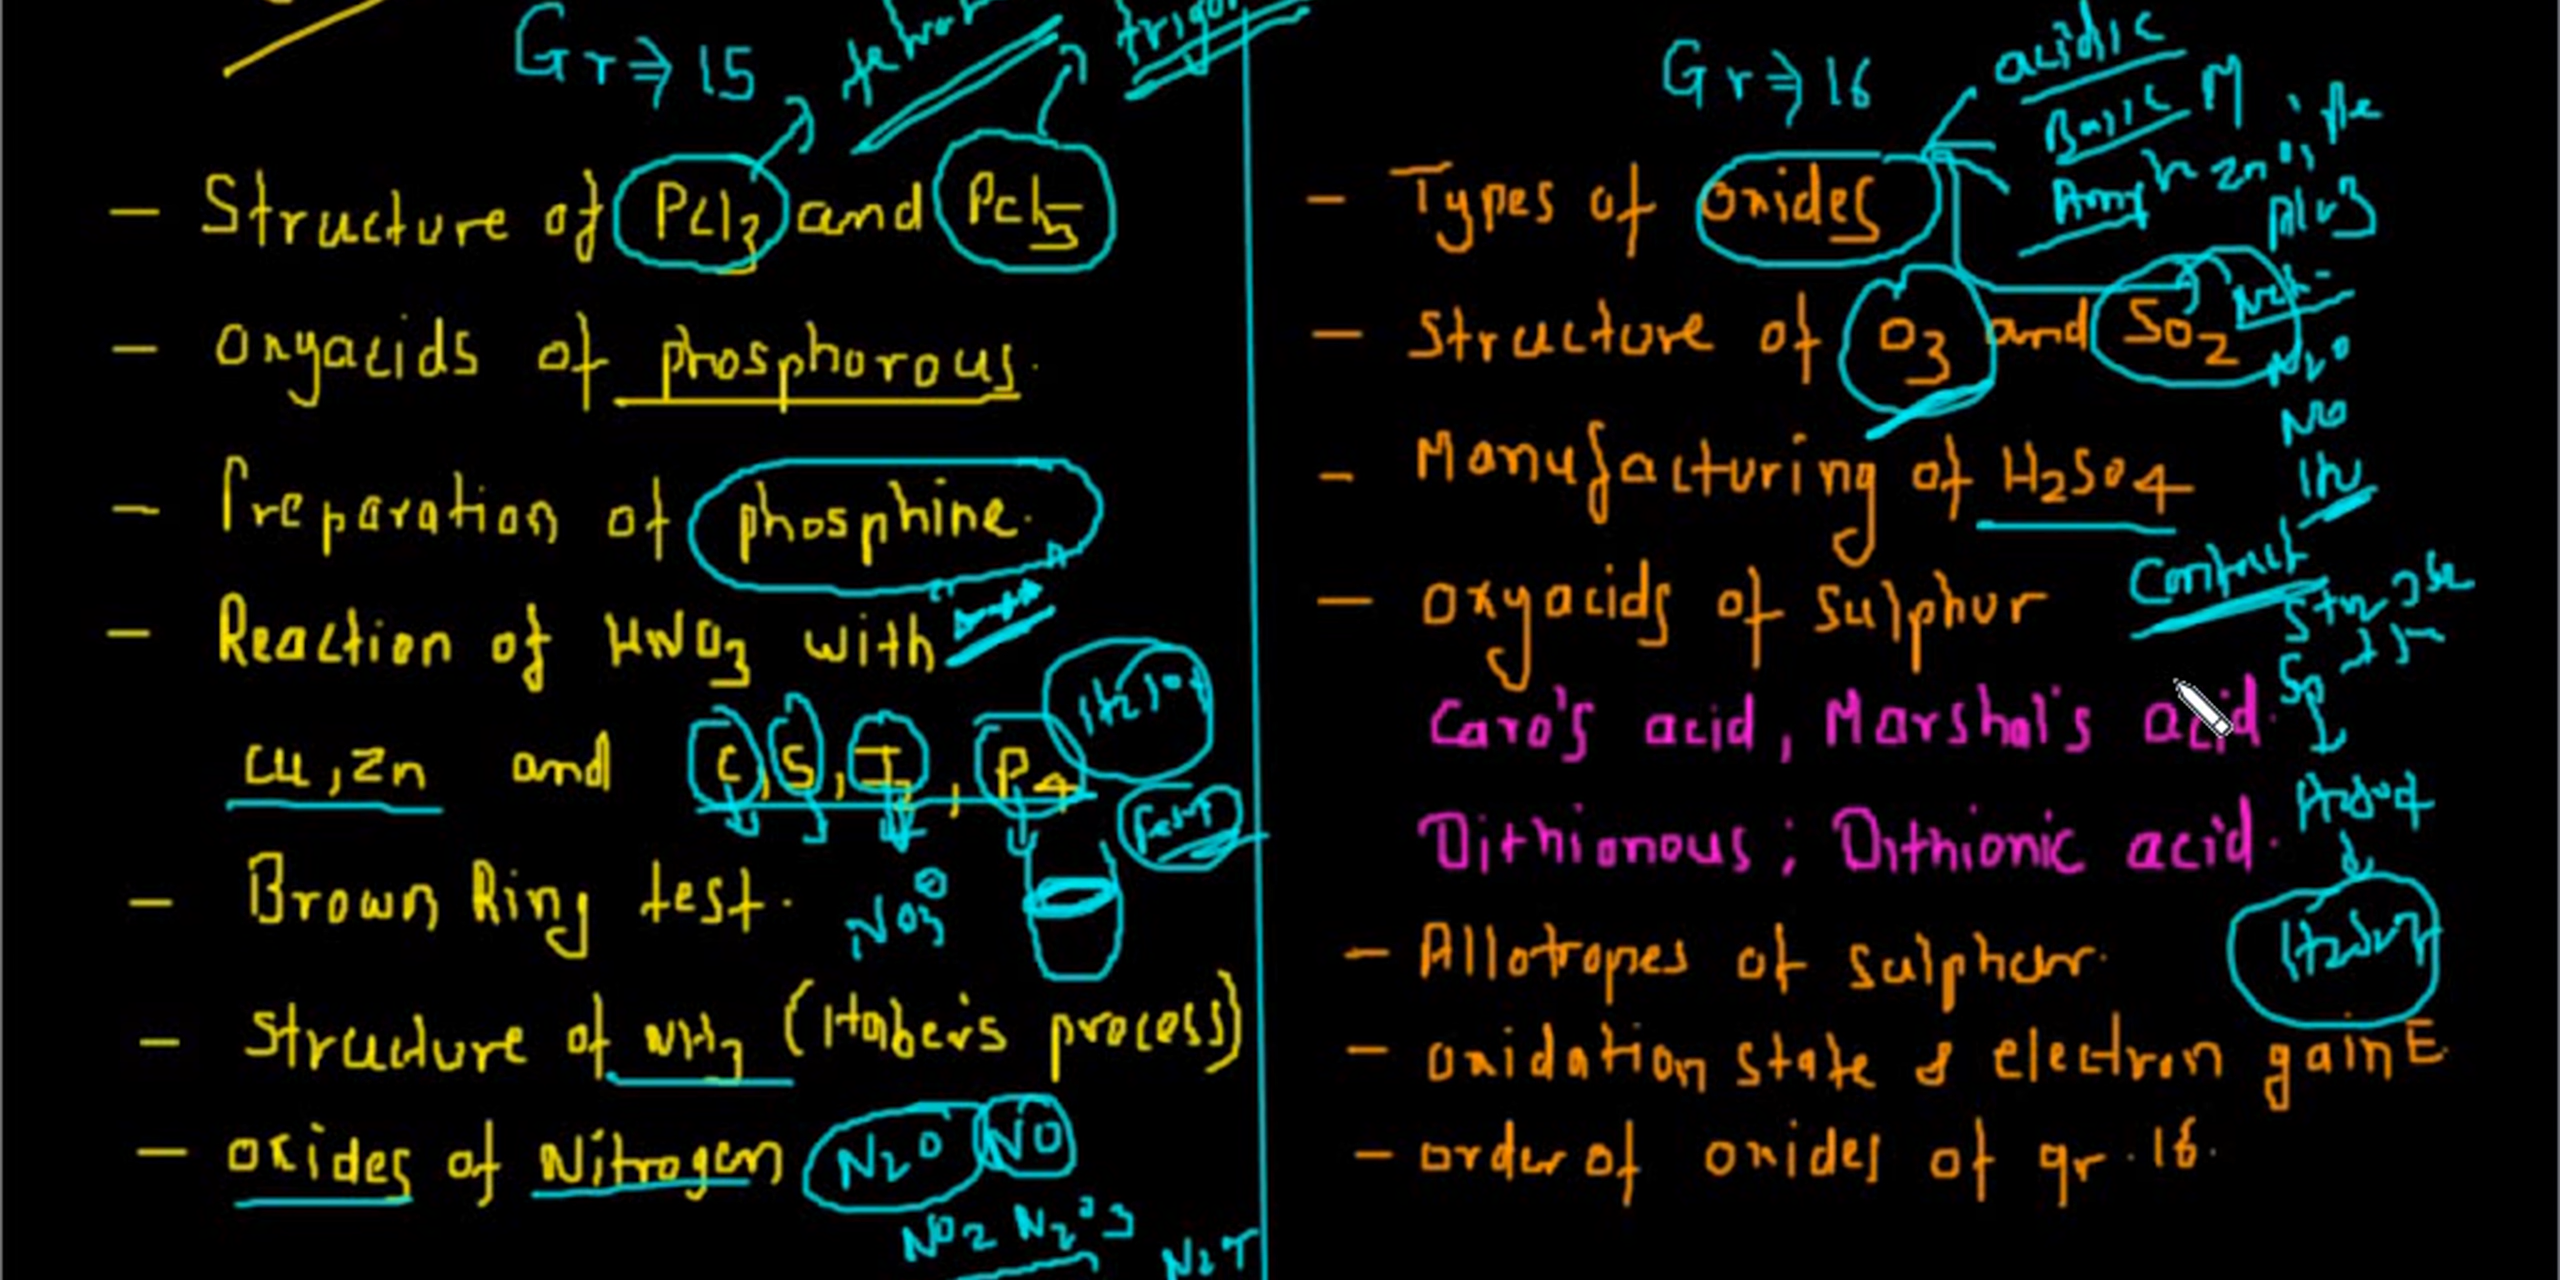 Gr ⇒ 15
- Structure of PCl3 and PCl5
- Oxyacids of phosphorous.
- Preparation of phosphine.
- Reaction of HNO3 with
Cu, Zn and C, S, I2, P4
- Brown Ring test. NO3
- Structure of NH3 (Haber's process)
- Oxides of Nitrogen N2O NO
NO2 N2O3
Gr ⇒ 16
acidic
Basic M
- Types of oxides
- Structure of O3 and SO2
N2O
NO
- Manufacturing of H2SO4
Contact
- Oxyacids of Sulphur
Caro's acid, Marshal's acid.
Dithionous ; Dithionic acid.
- Allotropes of Sulphur.
- Oxidation state & electron gain E
- order of oxides of gr. 16.